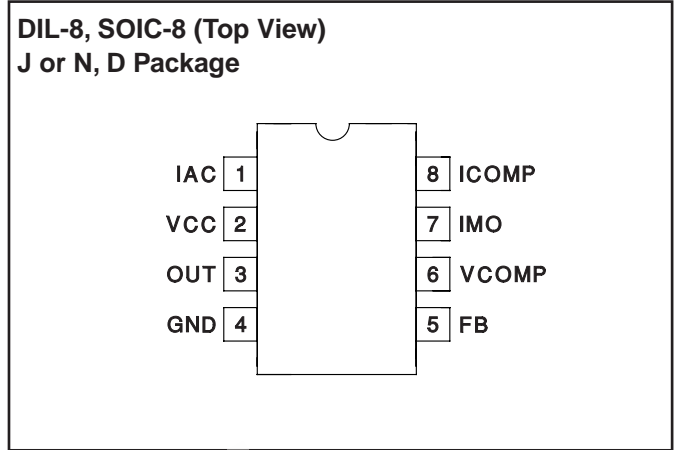 DIL-8, SOIC-8 (Top View)
J or N, D Package
IAC 1 8 ICOMP
VCC 2 7 IMO
OUT 3 6 VCOMP
GND 4 5 FB